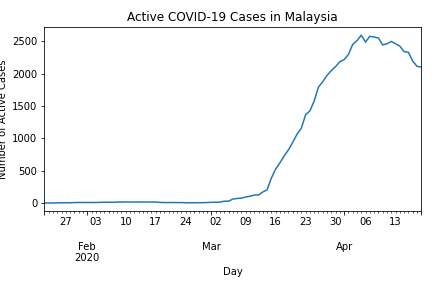 Active COVID-19 Cases in Malaysia
Number of Active Cases
2500
2000
1500
1000
500
0
27 03 10 17 24 02 09 16 23 30 06 13
Feb Mar Apr
2020
Day